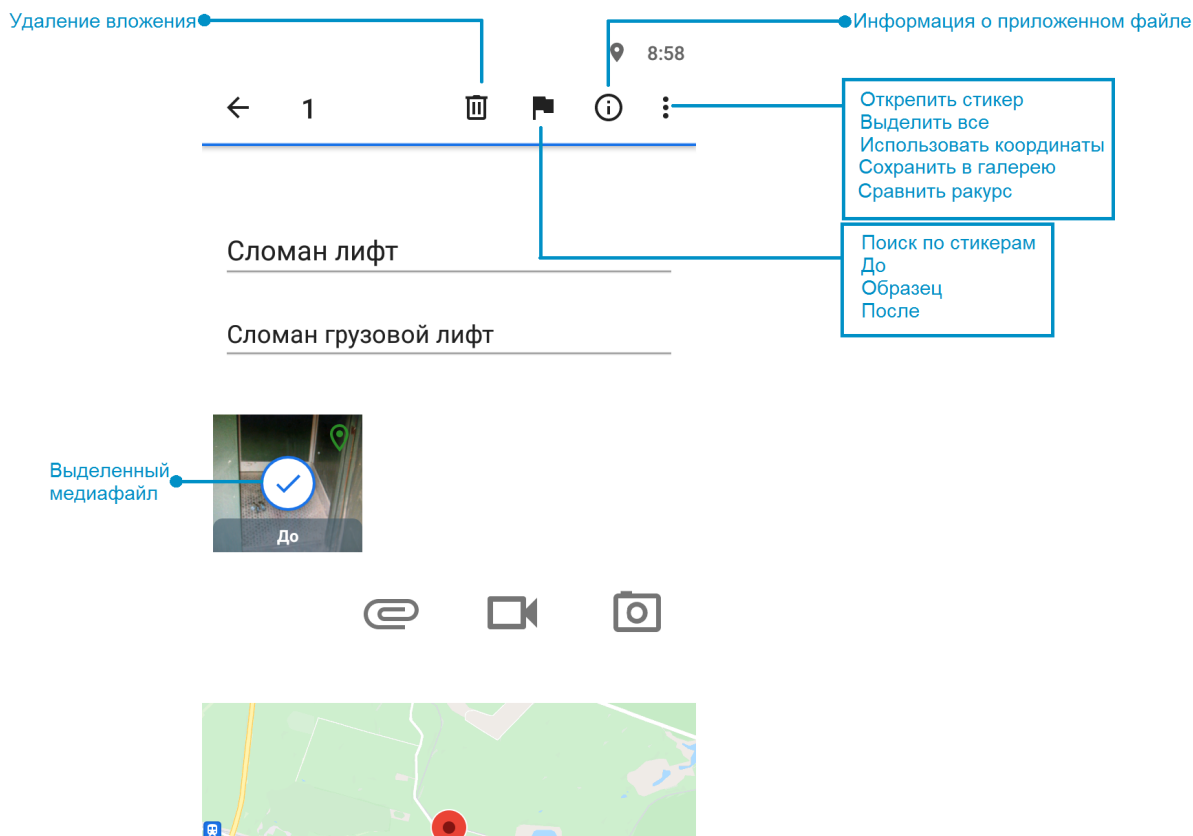 Удаление вложения
Информация о приложенном файле
8:58
1
Открепить стикер
Выделить все
Использовать координаты
Сохранить в галерею
Сравнить ракурс
Поиск по стикерам
До
Образец
После
Сломан лифт
Сломан грузовой лифт
Выделенный
медиафайл
До